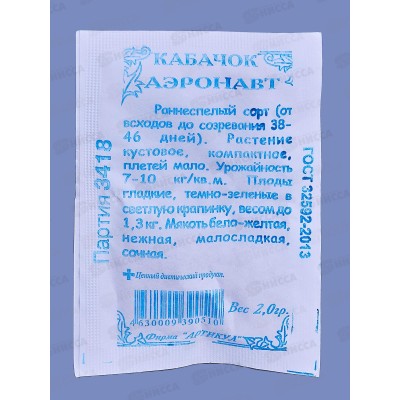 КАБАЧОК
АЭРОНАВТ
Раннеспелый сорт (от
всходов до созревания 38-
46 дней). Растение
кустовое, компактное,
плетей мало. Урожайность
7-10 кг/кв.м. Плоды
гладкие, темно-зеленые в
светлую крапинку, весом до
1,3 кг. Мякоть бело-желтая,
нежная, малосладкая,
сочная.
+ Ценный диетический продукт.
Вес 2,0гр.
4630009390510
Фирма "АРТИКУЛ"
Партия 3418
ГОСТ 32592-2013